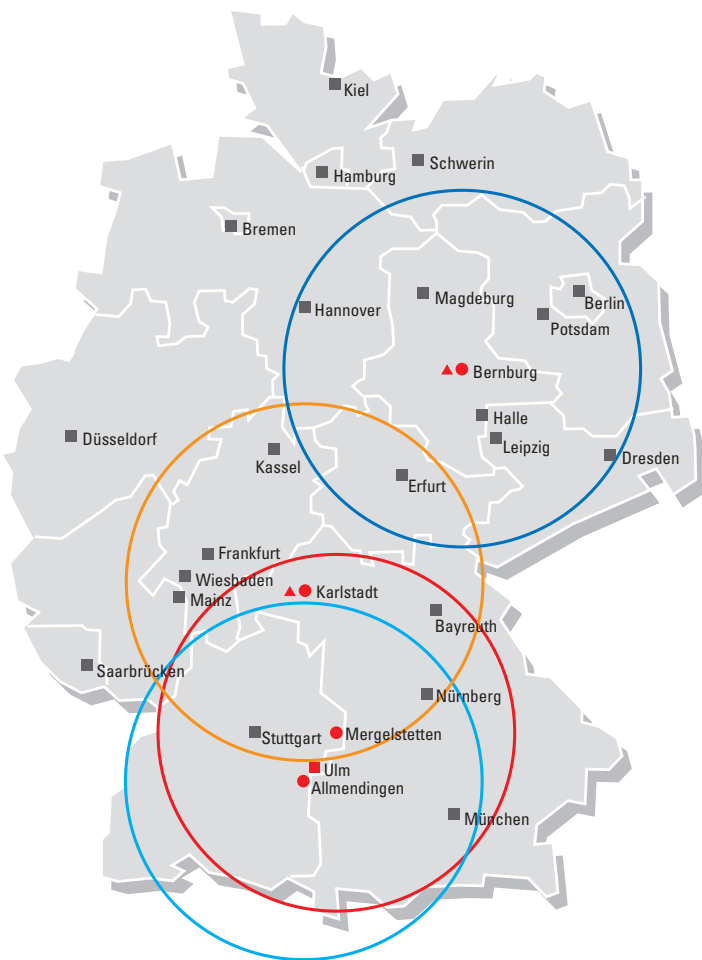 Kiel
Schwerin
Hamburg
Bremen
Berlin
Magdeburg
Hannover
Potsdam
Bernburg
Halle
Düsseldorf
Leipzig
Dresden
Kassel
Erfurt
Frankfurt
Wiesbaden
Karlstadt
Mainz
Bayreuth
Saarbrücken
Nürnberg
Stuttgart
Mergelstetten
Ulm
Allmendingen
München